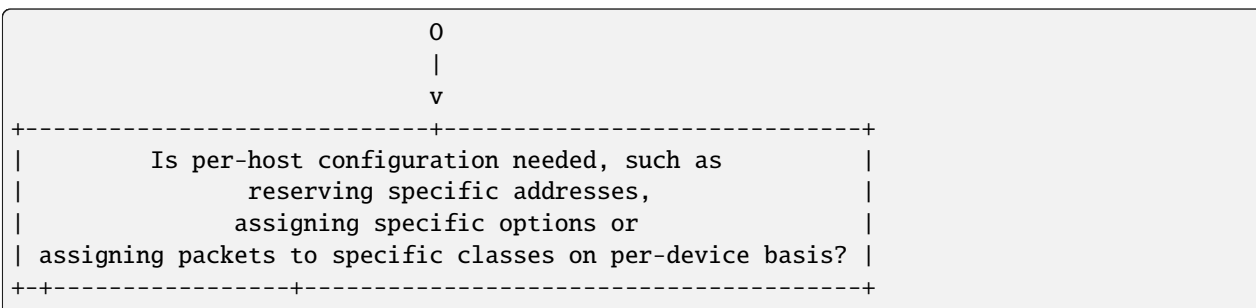 O
                              |
                              v
+-----------------------------+------------------------------+
|         Is per-host configuration needed, such as          |
|                reserving specific addresses,               |
|               assigning specific options or                |
| assigning packets to specific classes on per-device basis? |
+-+-----------------+----------------------------------------+